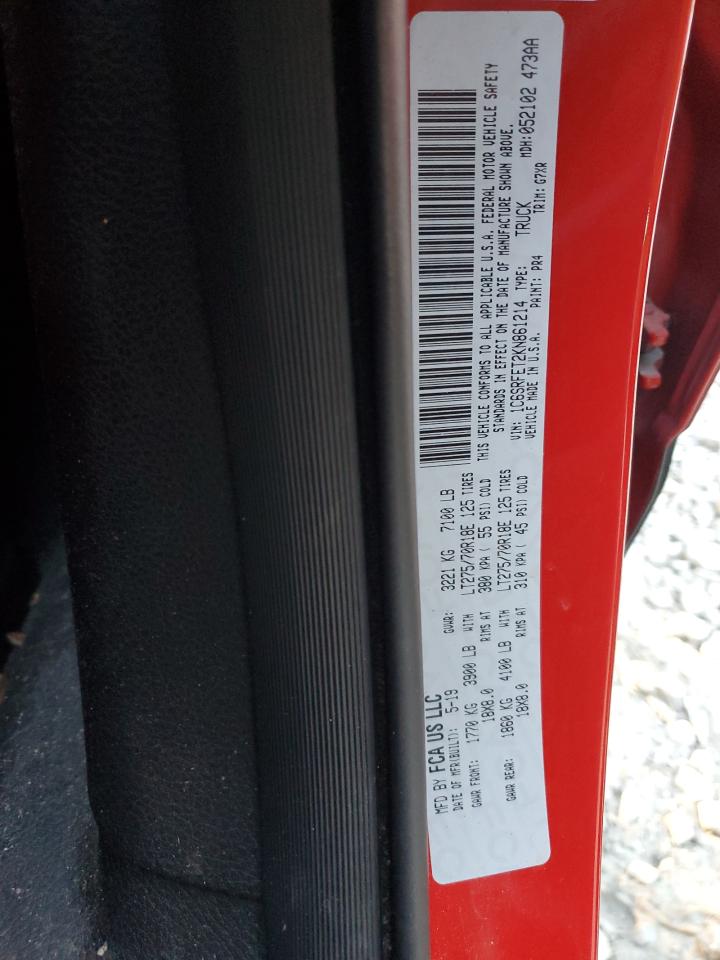 MFD BY FCA US LLC
DATE OF MFR(BUILT): 5-19 GVWR: 3221 KG 7100 LB
GAWR FRONT: 1770 KG 3900 LB WITH LT275/70R18E 125 TIRES
18X8.0 RIMS AT 380 KPA ( 55 PSI) COLD
GAWR REAR: 1860 KG 4100 LB WITH LT275/70R18E 125 TIRES
18X8.0 RIMS AT 310 KPA ( 45 PSI) COLD
THIS VEHICLE CONFORMS TO ALL APPLICABLE U.S.A. FEDERAL MOTOR VEHICLE SAFETY
STANDARDS IN EFFECT ON THE DATE OF MANUFACTURE SHOWN ABOVE.
VIN: 1C6SRFET2KN861214 TYPE: TRUCK MDH:052102 473AA
VEHICLE MADE IN U.S.A. PAINT: PR4 TRIM: G7XR